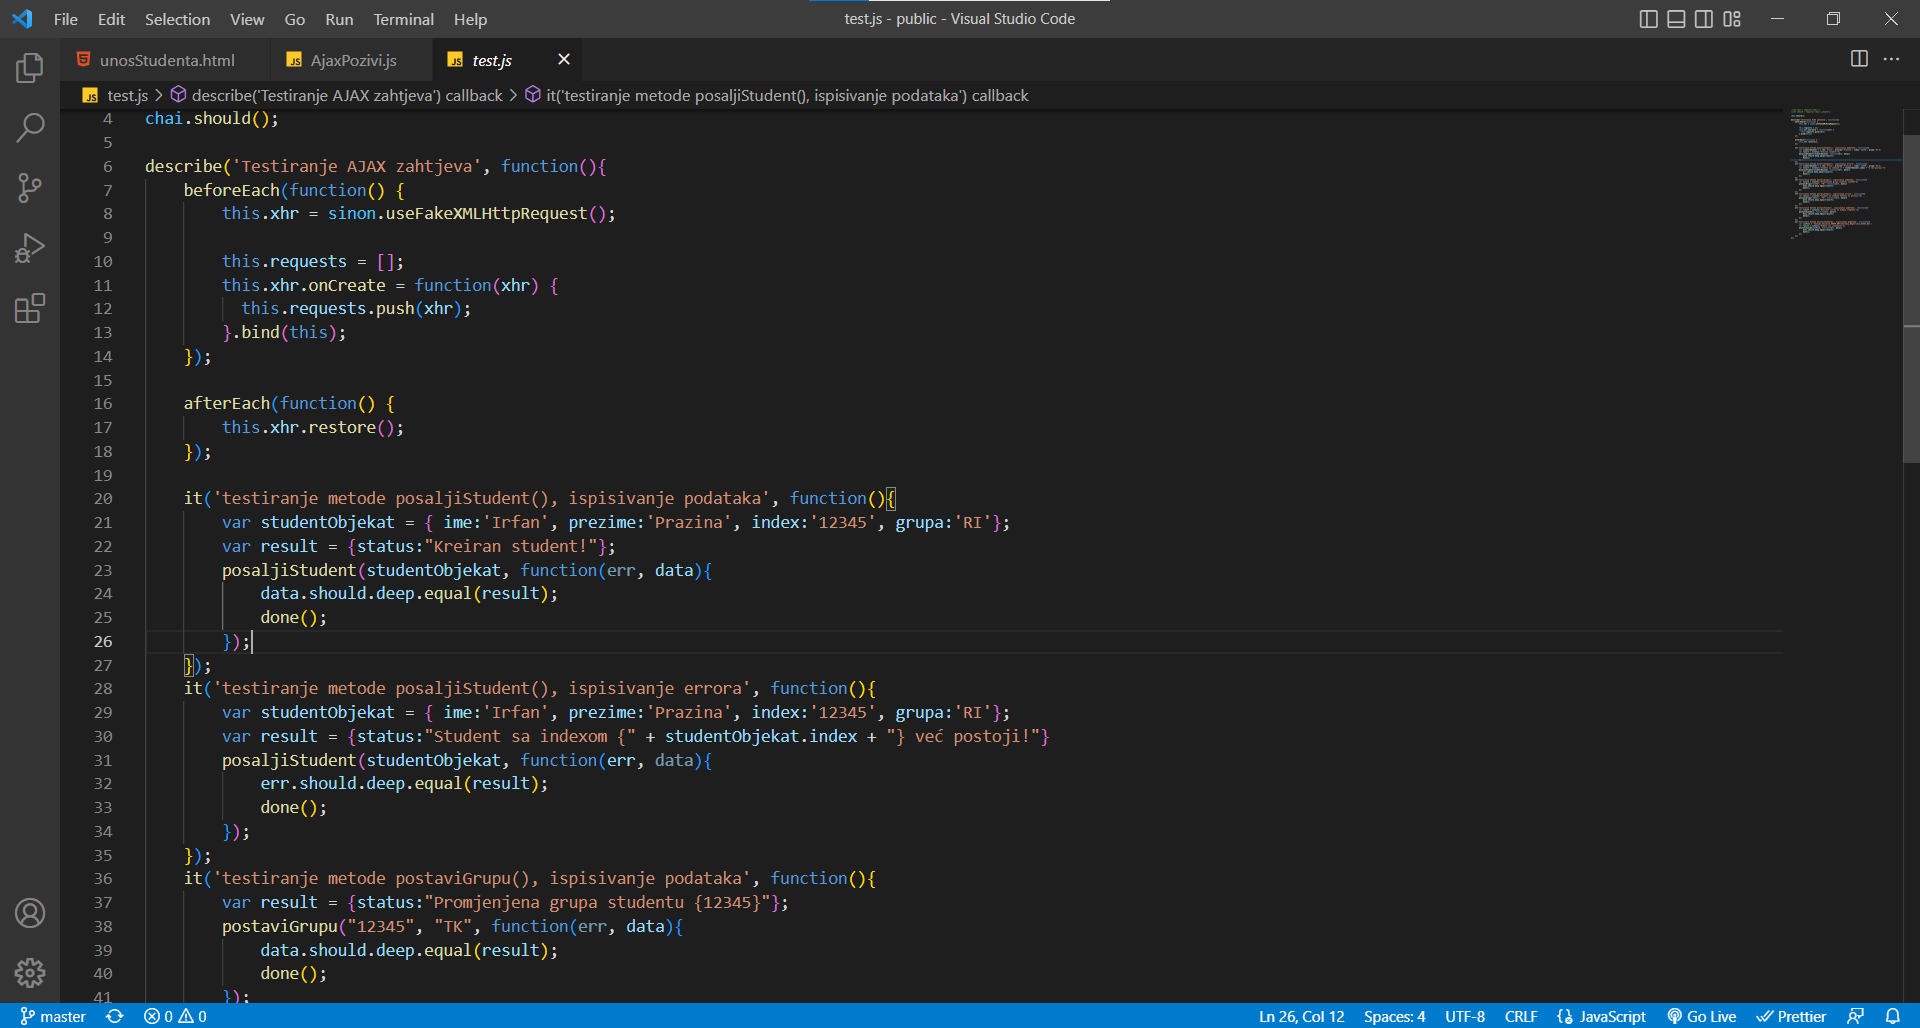 File Edit Selection View Go Run Terminal Help
test.js - public - Visual Studio Code
unosStudenta.html
JS AjaxPozivi.js
JS test.js
JS test.js > describe('Testiranje AJAX zahtjeva') callback > it('testiranje metode posaljiStudent(), ispisivanje podataka') callback
4 chai.should();
5
6 describe('Testiranje AJAX zahtjeva', function(){
7 beforeEach(function() {
8 this.xhr = sinon.useFakeXMLHttpRequest();
9
10 this.requests = [];
11 this.xhr.onCreate = function(xhr) {
12 this.requests.push(xhr);
13 }.bind(this);
14 });
15
16 afterEach(function() {
17 this.xhr.restore();
18 });
19
20 it('testiranje metode posaljiStudent(), ispisivanje podataka', function(){
21 var studentObjekat = { ime:'Irfan', prezime:'Prazina', index:'12345', grupa:'RI'};
22 var result = {status:"Kreiran student!"};
23 posaljiStudent(studentObjekat, function(err, data){
24 data.should.deep.equal(result);
25 done();
26 });
27 });
28 it('testiranje metode posaljiStudent(), ispisivanje errora', function(){
29 var studentObjekat = { ime:'Irfan', prezime:'Prazina', index:'12345', grupa:'RI'};
30 var result = {status:"Student sa indexom {" + studentObjekat.index + "} već postoji!"}
31 posaljiStudent(studentObjekat, function(err, data){
32 err.should.deep.equal(result);
33 done();
34 });
35 });
36 it('testiranje metode postaviGrupu(), ispisivanje podataka', function(){
37 var result = {status:"Promjenjena grupa studentu {12345}"};
38 postaviGrupu("12345", "TK", function(err, data){
39 data.should.deep.equal(result);
40 done();
41 });
master 0 0 Ln 26, Col 12 Spaces: 4 UTF-8 CRLF JavaScript Go Live Prettier